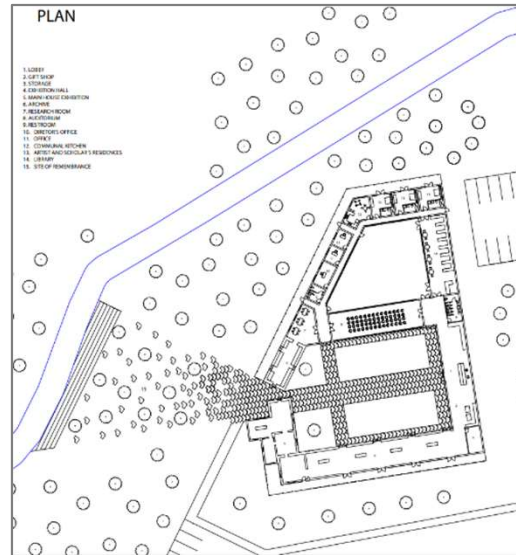 PLAN
1. LOBBY
2. GIFT SHOP
3. STORAGE
4. EXHIBITION HALL
5. MAIN HOUSE EXHIBITION
6. ARCHIVE
7. RESEARCH ROOM
8. AUDITORIUM
9. RESTROOM
10. DIRETOR'S OFFICE
11. OFFICE
12. COMMUNAL KITCHEN
13. ARTIST AND SCHOLAR'S RESIDENCES
14. LIBRARY
15. SITE OF REMEMBRANCE